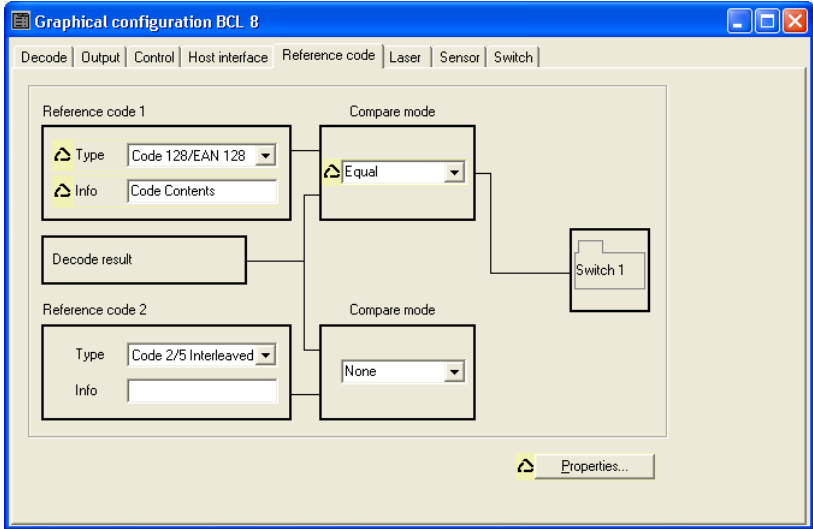 Graphical configuration BCL 8
Decode Output Control Host interface Reference code Laser Sensor Switch
Reference code 1 Compare mode
Type Code 128/EAN 128
Equal
Info Code Contents
Decode result
Switch 1
Reference code 2 Compare mode
Type Code 2/5 Interleaved
None
Info
Properties...